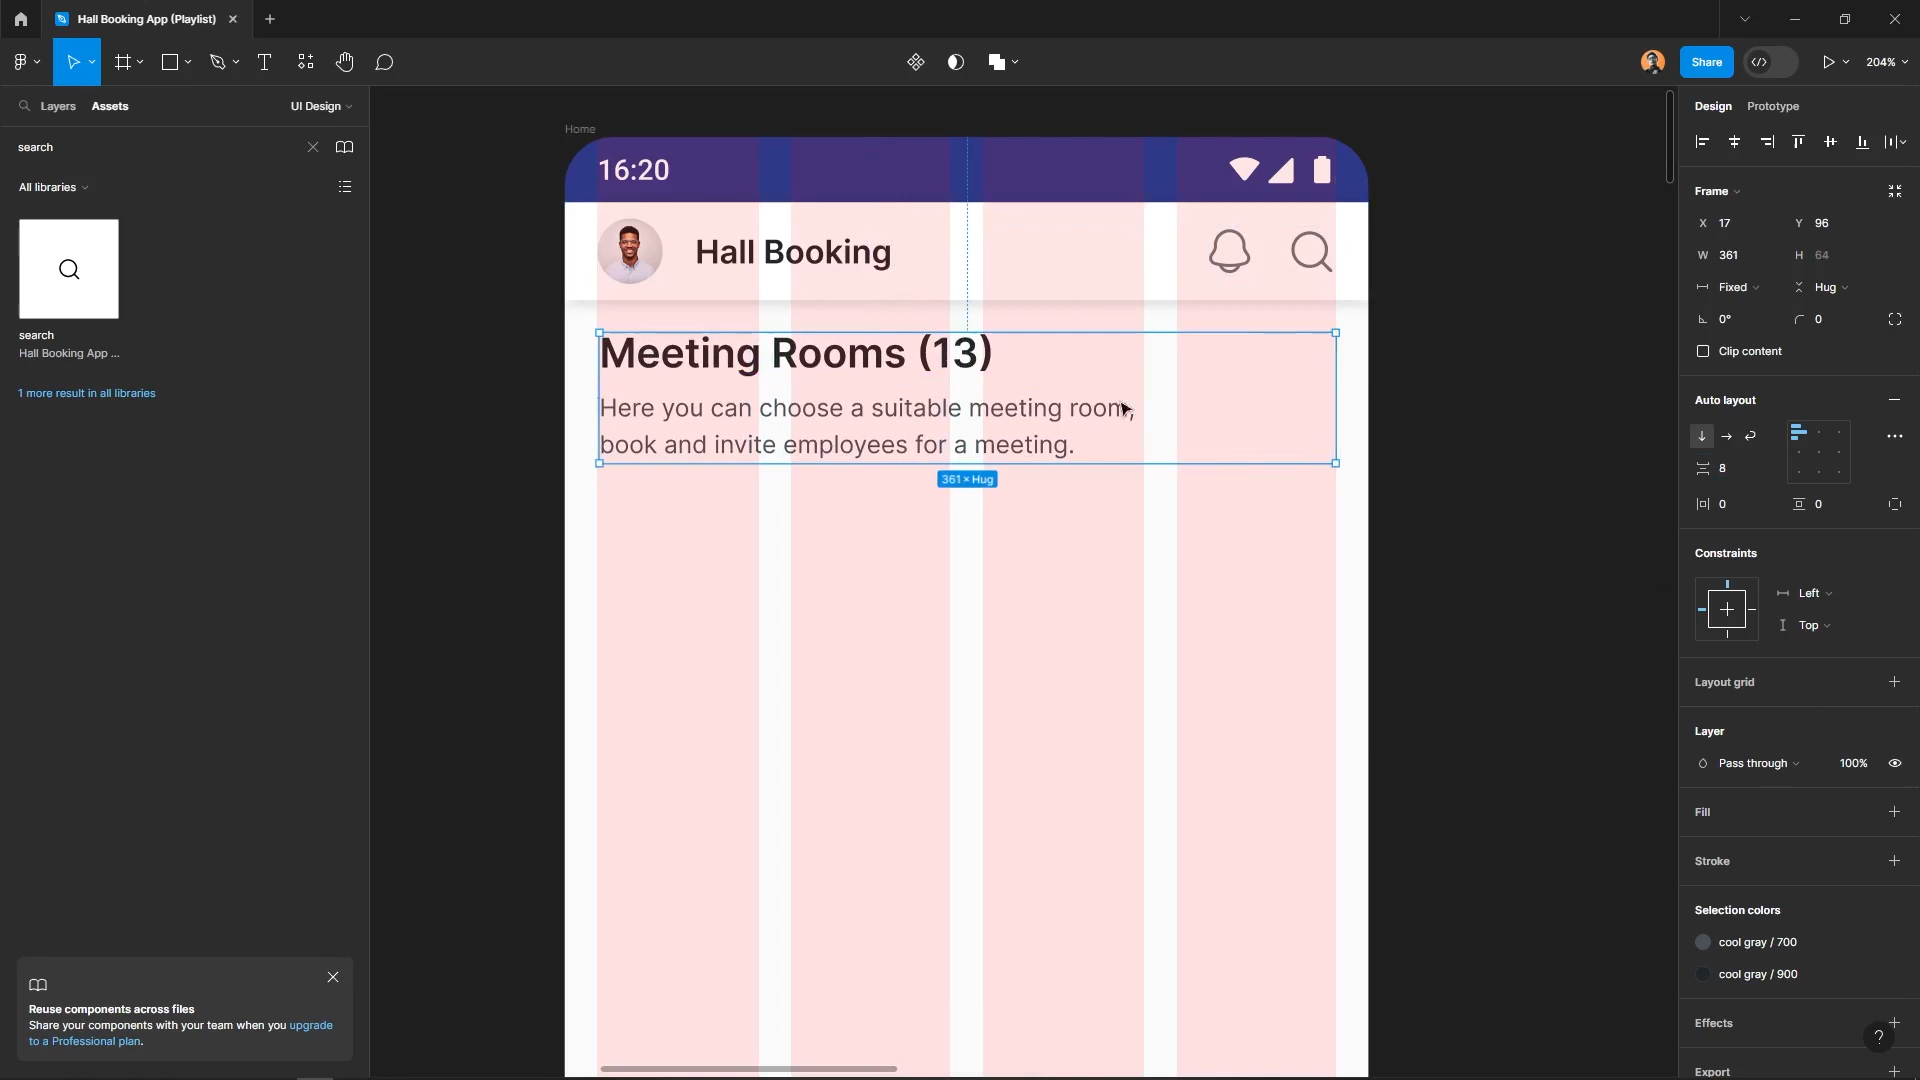 Hall Booking App (Playlist)
Share
204%
Layers
Assets
UI Design
Design
Prototype
search
All libraries
search
Hall Booking App ...
1 more result in all libraries
Reuse components across files
Share your components with your team when you upgrade
to a Professional plan.
Home
16:20
Hall Booking
Meeting Rooms (13)
Here you can choose a suitable meeting room,
book and invite employees for a meeting.
361 × Hug
Frame
X 17 Y 96
W 361 H 64
Fixed Hug
0° 0
Clip content
Auto layout
8
0 0
Constraints
Left
Top
Layout grid
Layer
Pass through 100%
Fill
Stroke
Selection colors
cool gray / 700
cool gray / 900
Effects
?
Export